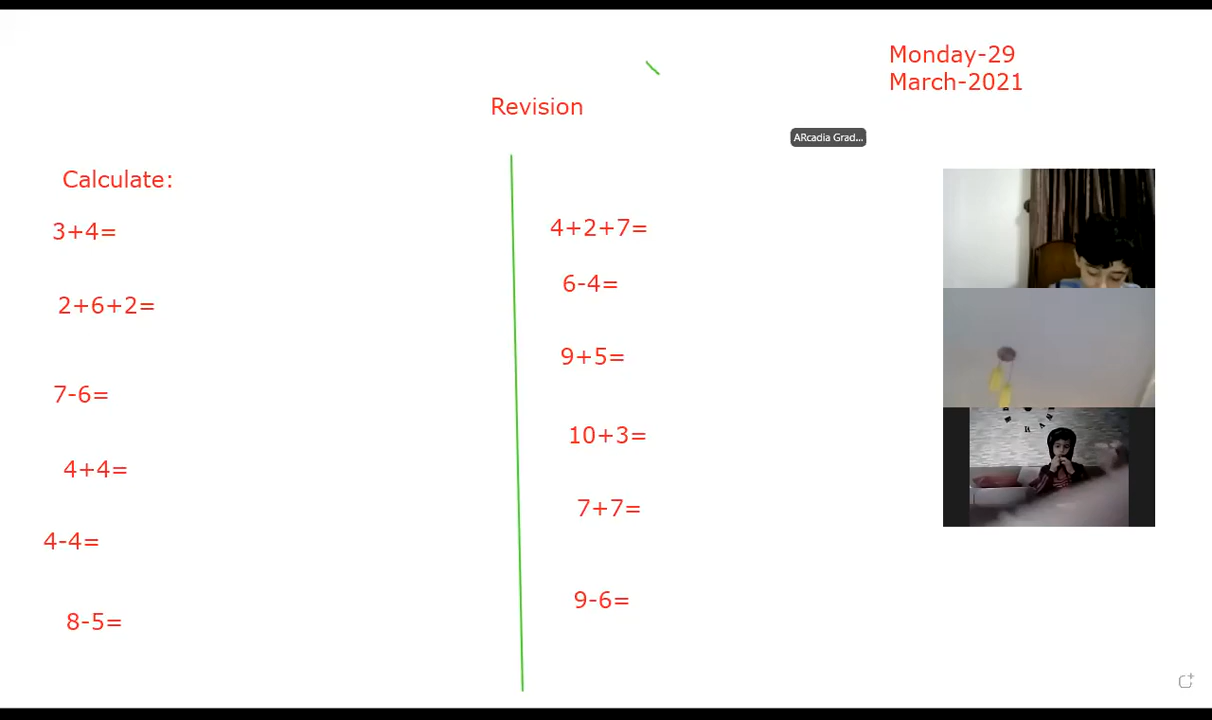 Monday-29
March-2021
Revision
ARcadia Grad...
Calculate:
3+4=
2+6+2=
7-6=
4+4=
4-4=
8-5=
4+2+7=
6-4=
9+5=
10+3=
7+7=
9-6=